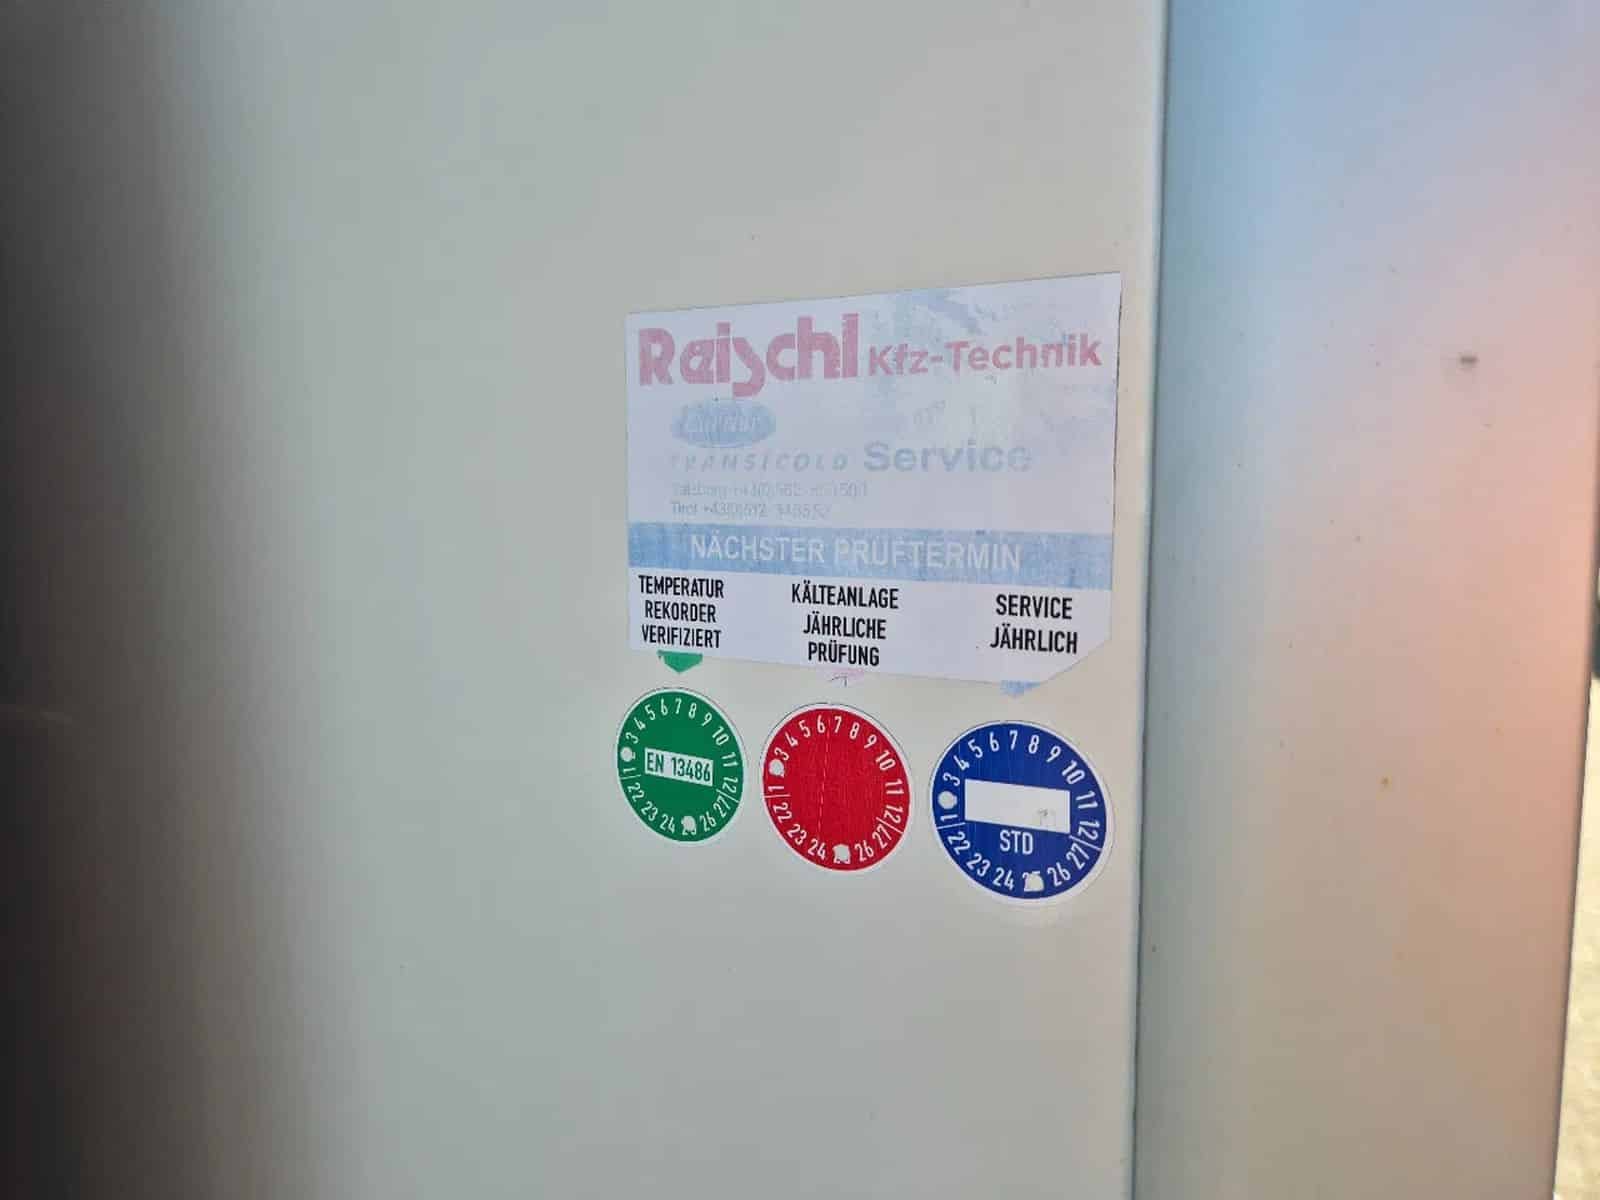 Reischl Kfz-Technik
Carrier
TRANSICOLD Service
Salzburg
Tirol
NÄCHSTER PRÜFTERMIN
TEMPERATUR
REKORDER
VERIFIZIERT
KÄLTEANLAGE
JÄHRLICHE
PRÜFUNG
SERVICE
JÄHRLICH
1 3 4 5 6 7 8 9 10 11 12
EN 13486
22 23 24 26 27
1 3 4 5 6 7 8 9 10 11 12
22 23 24 26 27
1 3 4 5 6 7 8 9 10 11 12
STD
22 23 24 26 27